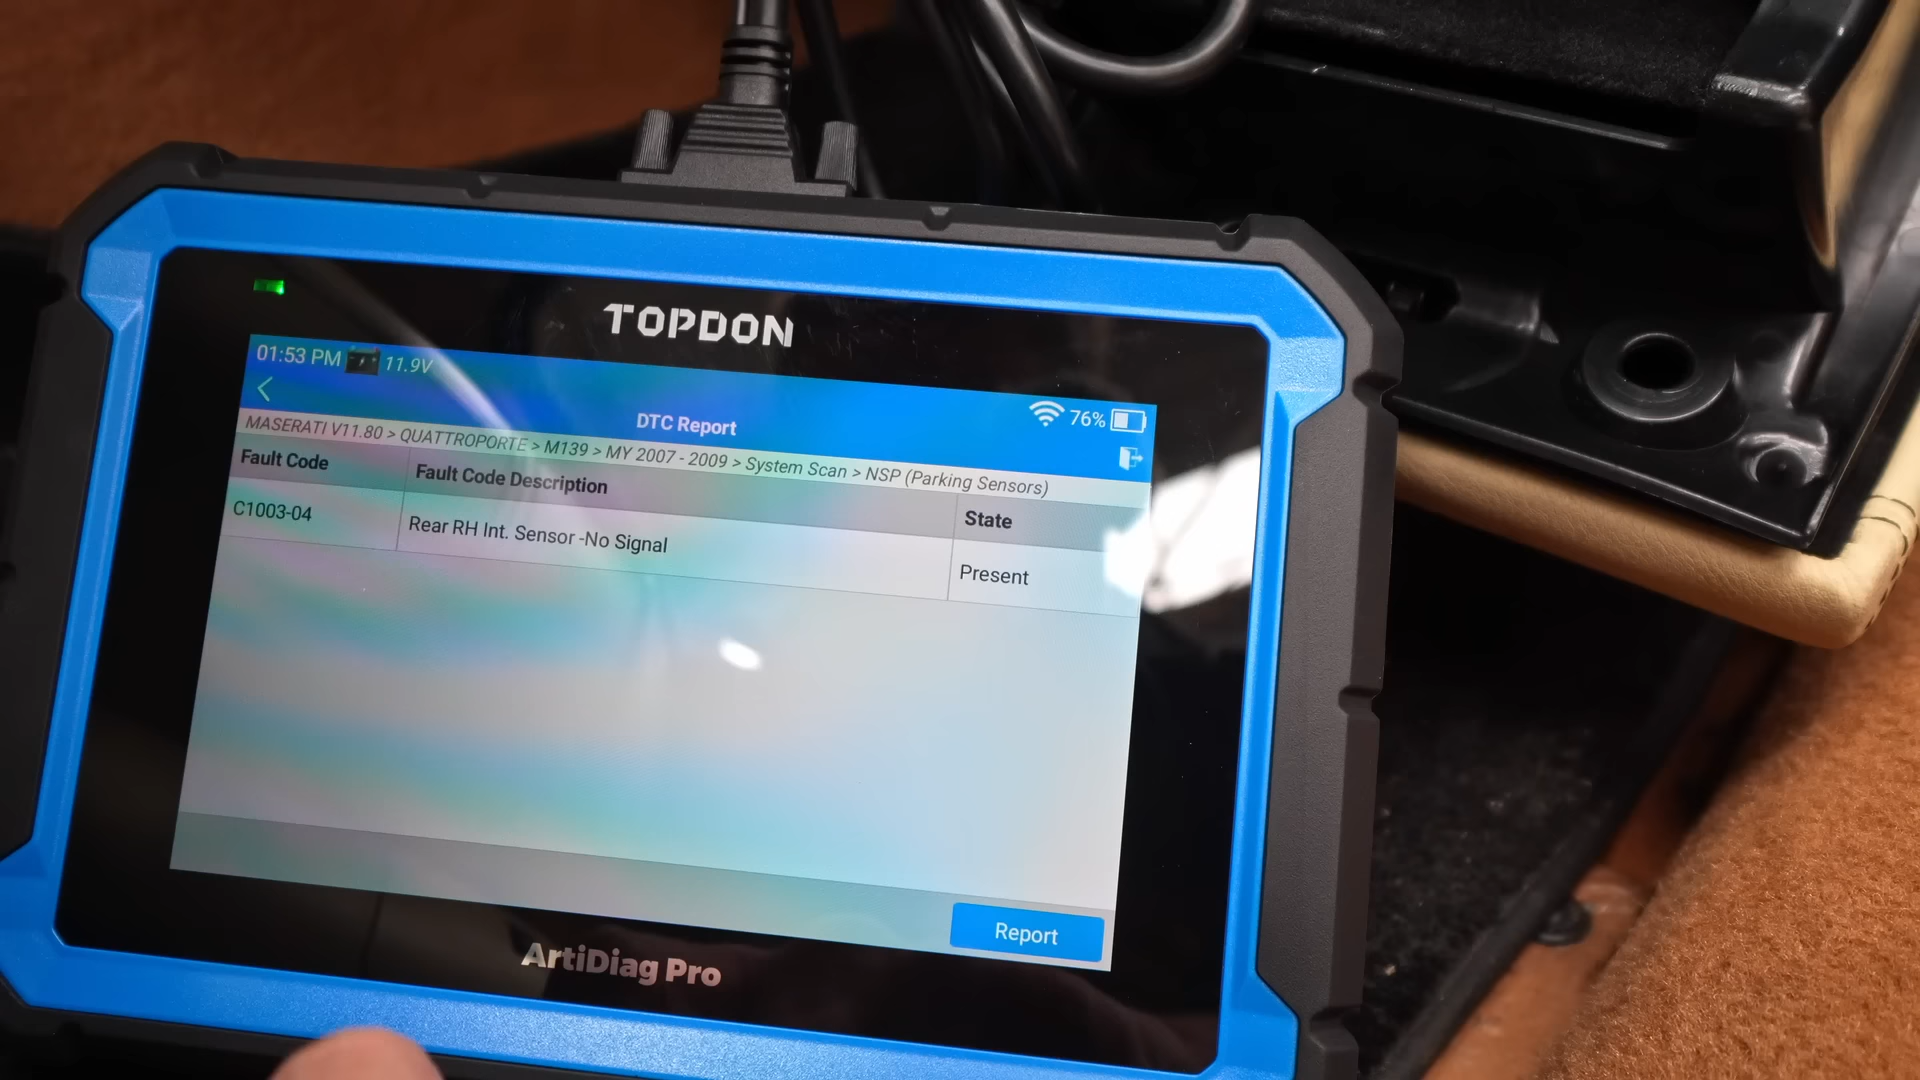 TOPDON
01:53 PM 11.9V
76%
DTC Report
MASERATI V11.80 > QUATTROPORTE > M139 > MY 2007 - 2009 > System Scan > NSP (Parking Sensors)
Fault Code Fault Code Description State
C1003-04 Rear RH Int. Sensor -No Signal Present
Report
ArtiDiag Pro